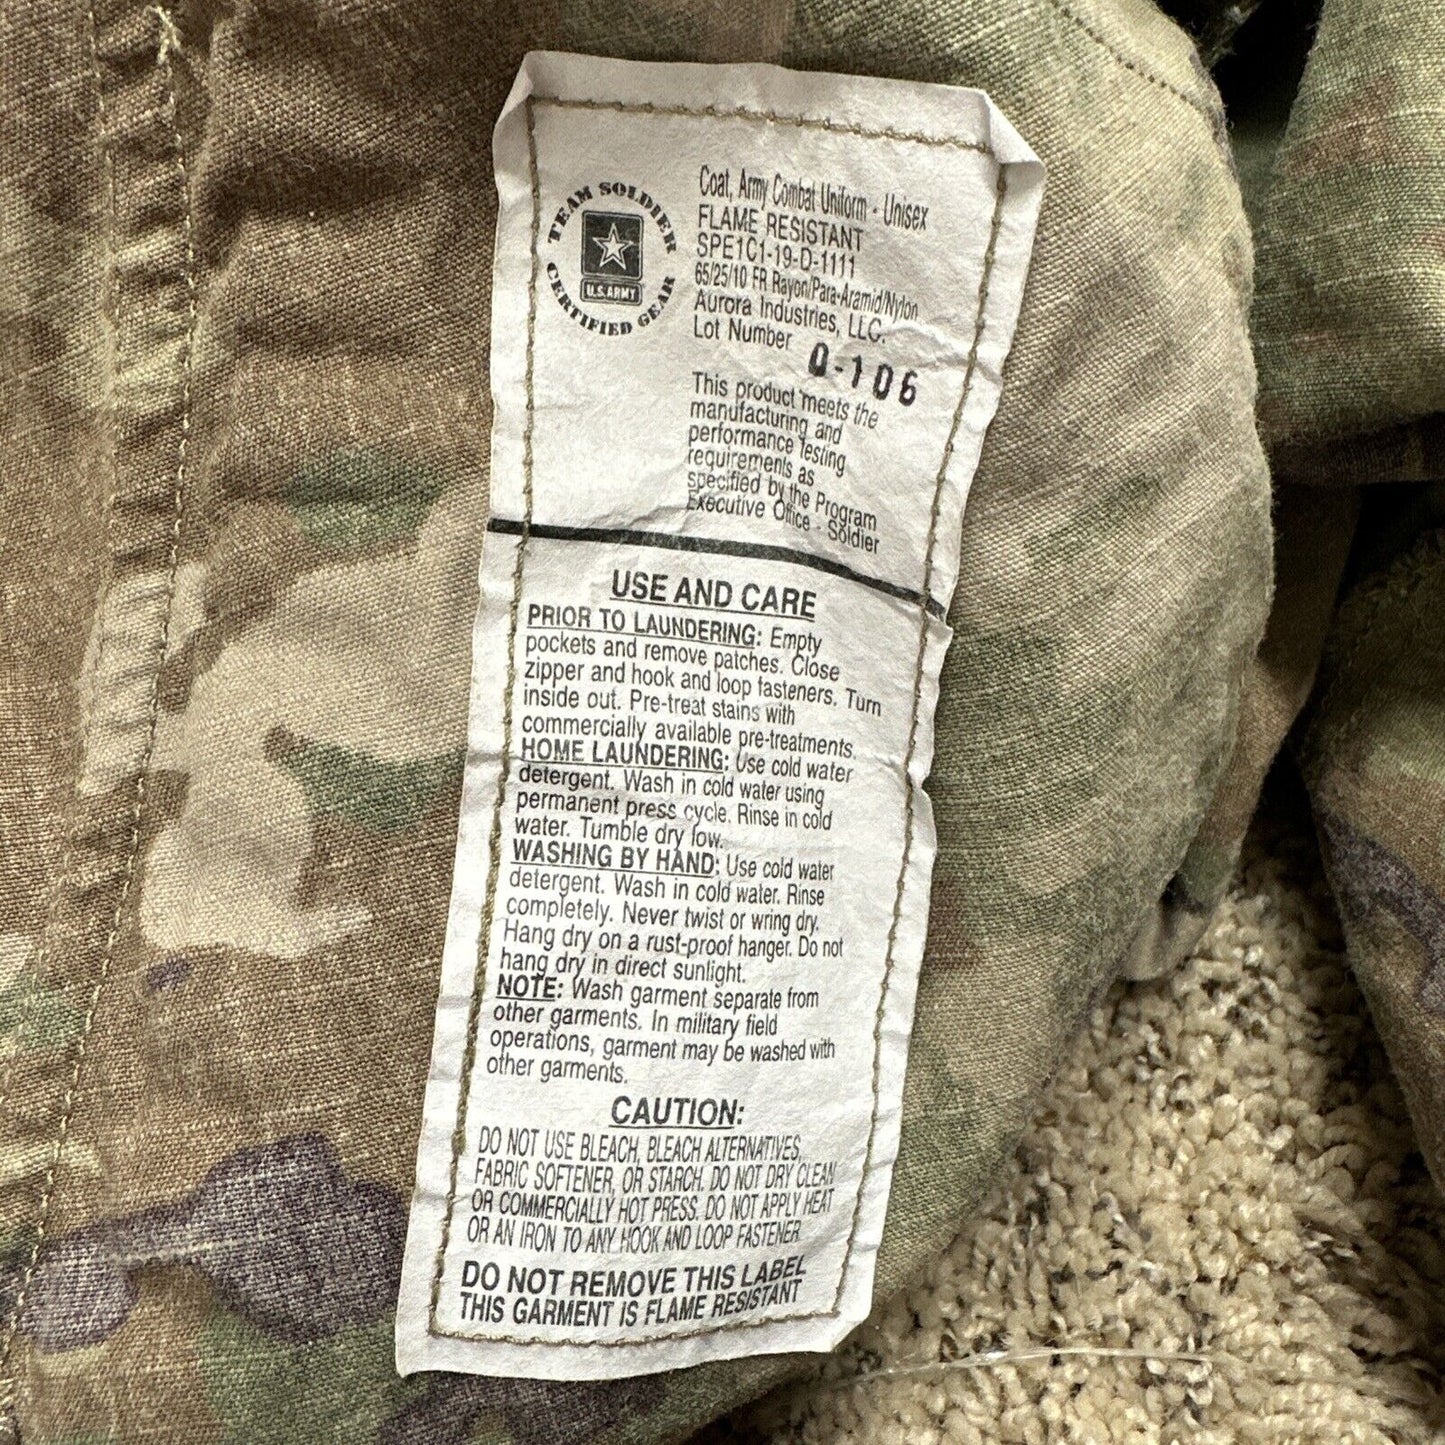 TEAM SOLDIER
U.S. ARMY
CERTIFIED GEAR
Coat, Army Combat Uniform - Unisex
FLAME RESISTANT
SPE1C1-19-D-1111
65/25/10 FR Rayon/Para-Aramid/Nylon
Aurora Industries, LLC.
Lot Number Q-106
This product meets the
manufacturing and
performance Testing
requirements as
specified by the Program
Executive Office - Soldier
USE AND CARE
PRIOR TO LAUNDERING: Empty
pockets and remove patches. Close
zipper and hook and loop fasteners. Turn
inside out. Pre-treat stains with
commercially available pre-treatments.
HOME LAUNDERING: Use cold water
detergent. Wash in cold water using
permanent press cycle. Rinse in cold
water. Tumble dry low.
WASHING BY HAND: Use cold water
detergent. Wash in cold water. Rinse
completely. Never twist or wring dry.
Hang dry on a rust-proof hanger. Do not
hang dry in direct sunlight.
NOTE: Wash garment separate from
other garments. In military field
operations, garment may be washed with
other garments.
CAUTION:
DO NOT USE BLEACH, BLEACH ALTERNATIVES,
FABRIC SOFTENER, OR STARCH. DO NOT DRY CLEAN
OR COMMERCIALLY HOT PRESS. DO NOT APPLY HEAT
OR AN IRON TO ANY HOOK AND LOOP FASTENER
DO NOT REMOVE THIS LABEL
THIS GARMENT IS FLAME RESISTANT